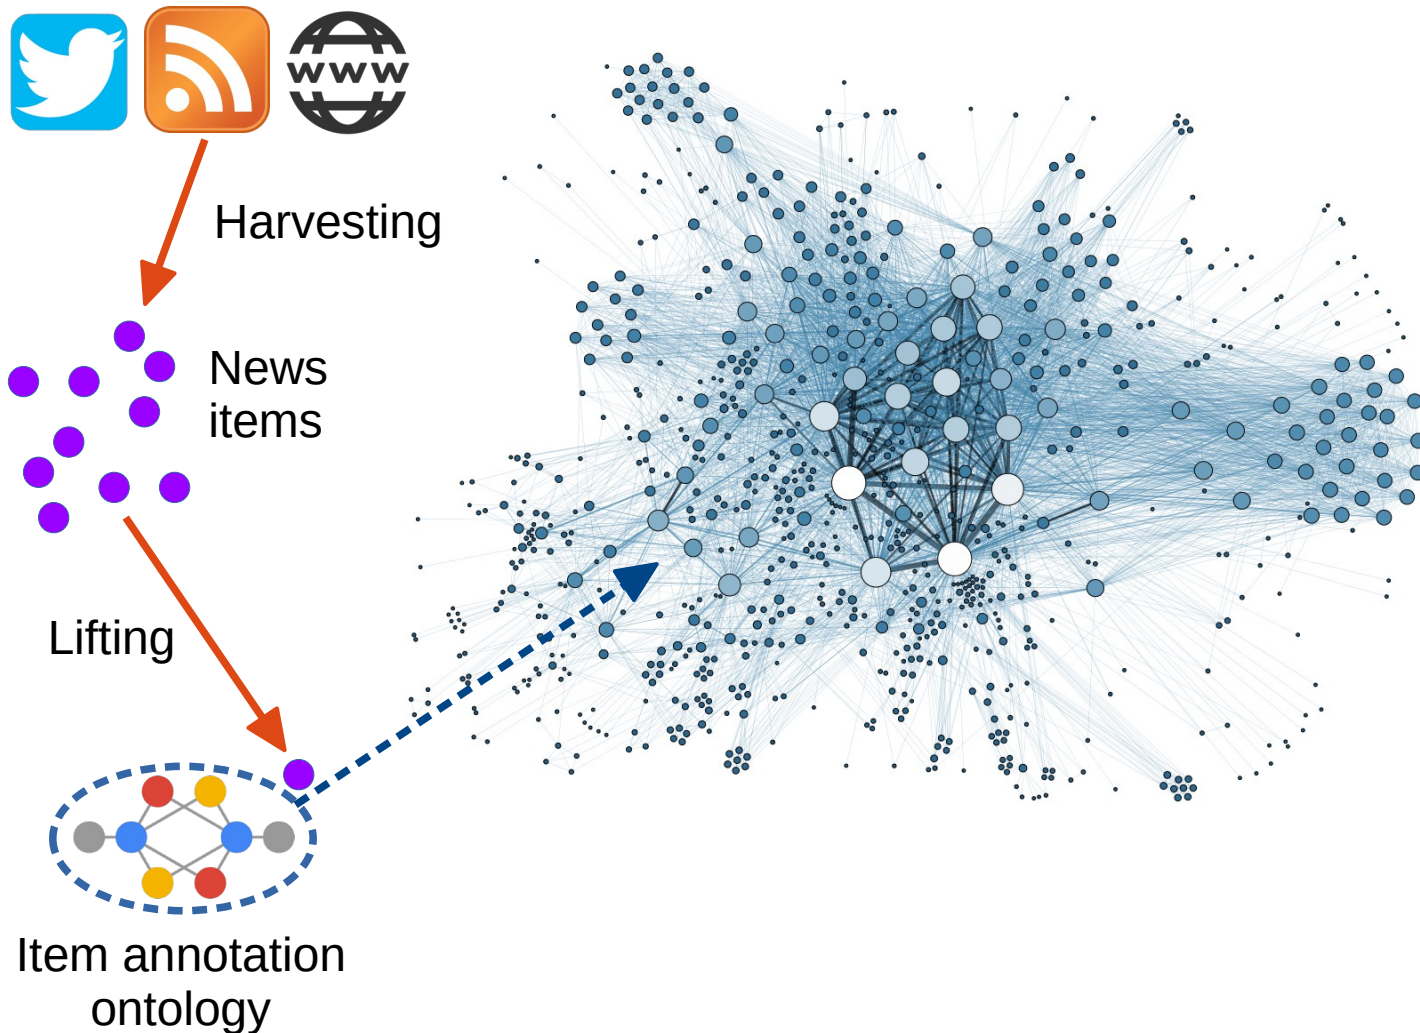 WWW
Harvesting
News
items
Lifting
Item annotation
ontology